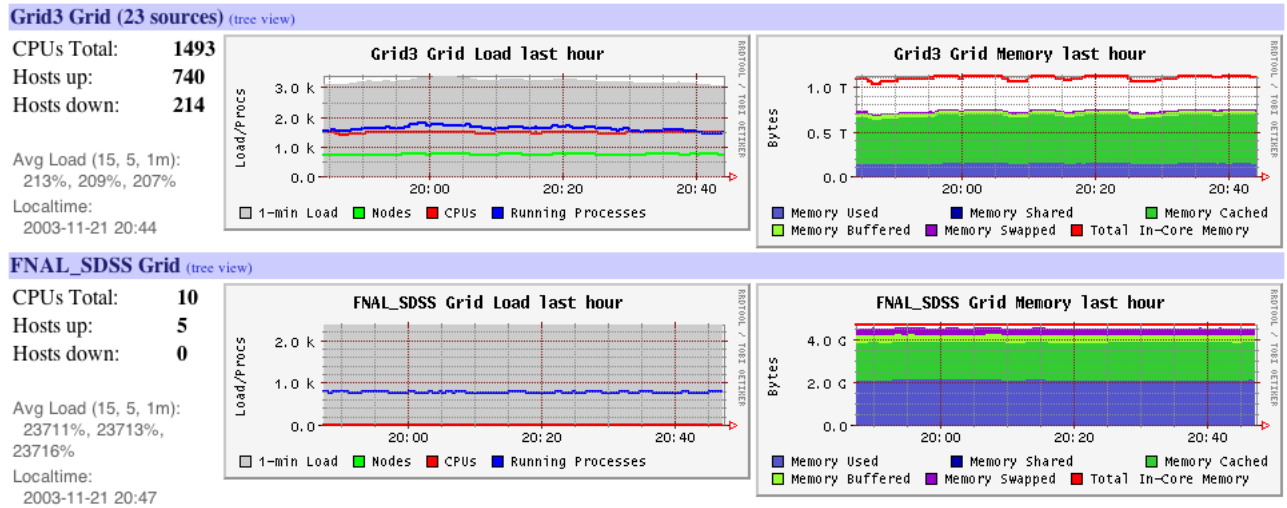 Grid3 Grid (23 sources) (tree view)
CPUs Total: 1493
Hosts up: 740
Hosts down: 214
Avg Load (15, 5, 1m):
213%, 209%, 207%
Localtime:
2003-11-21 20:44
Grid3 Grid Load last hour
RRDTOOL / TOBI OETIKER
Load/Procs
3.0 k
2.0 k
1.0 k
0.0
20:00 20:20 20:40
1-min Load Nodes CPUs Running Processes
Grid3 Grid Memory last hour
RRDTOOL / TOBI OETIKER
Bytes
1.0 T
0.5 T
0.0
20:00 20:20 20:40
Memory Used Memory Shared Memory Cached
Memory Buffered Memory Swapped Total In-Core Memory
FNAL_SDSS Grid (tree view)
CPUs Total: 10
Hosts up: 5
Hosts down: 0
Avg Load (15, 5, 1m):
23711%, 23713%,
23716%
Localtime:
2003-11-21 20:47
FNAL_SDSS Grid Load last hour
RRDTOOL / TOBI OETIKER
Load/Procs
2.0 k
1.0 k
0.0
20:00 20:20 20:40
1-min Load Nodes CPUs Running Processes
FNAL_SDSS Grid Memory last hour
RRDTOOL / TOBI OETIKER
Bytes
4.0 G
2.0 G
0.0
20:00 20:20 20:40
Memory Used Memory Shared Memory Cached
Memory Buffered Memory Swapped Total In-Core Memory